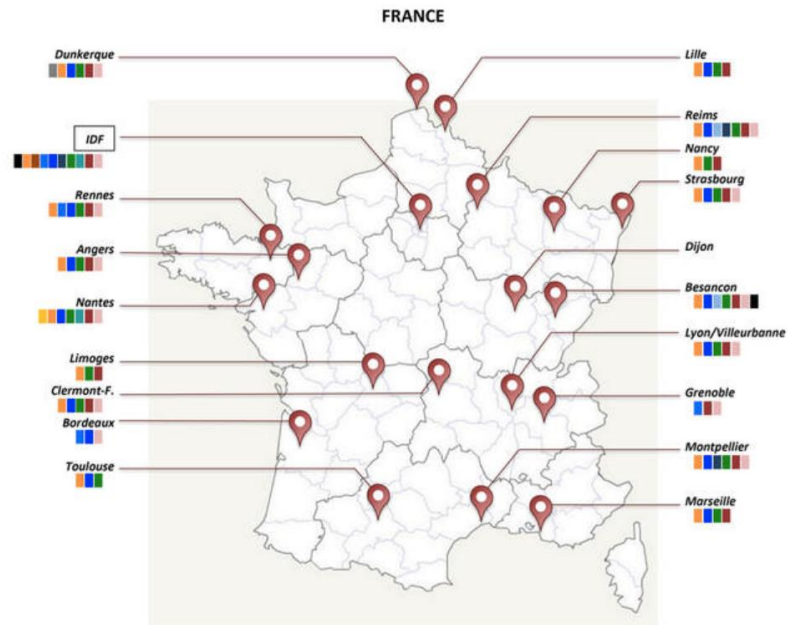 FRANCE
Dunkerque
Lille
IDF
Reims
Nancy
Rennes
Strasbourg
Angers
Dijon
Nantes
Besancon
Lyon/Villeurbanne
Limoges
Clermont-F.
Grenoble
Bordeaux
Toulouse
Montpellier
Marseille